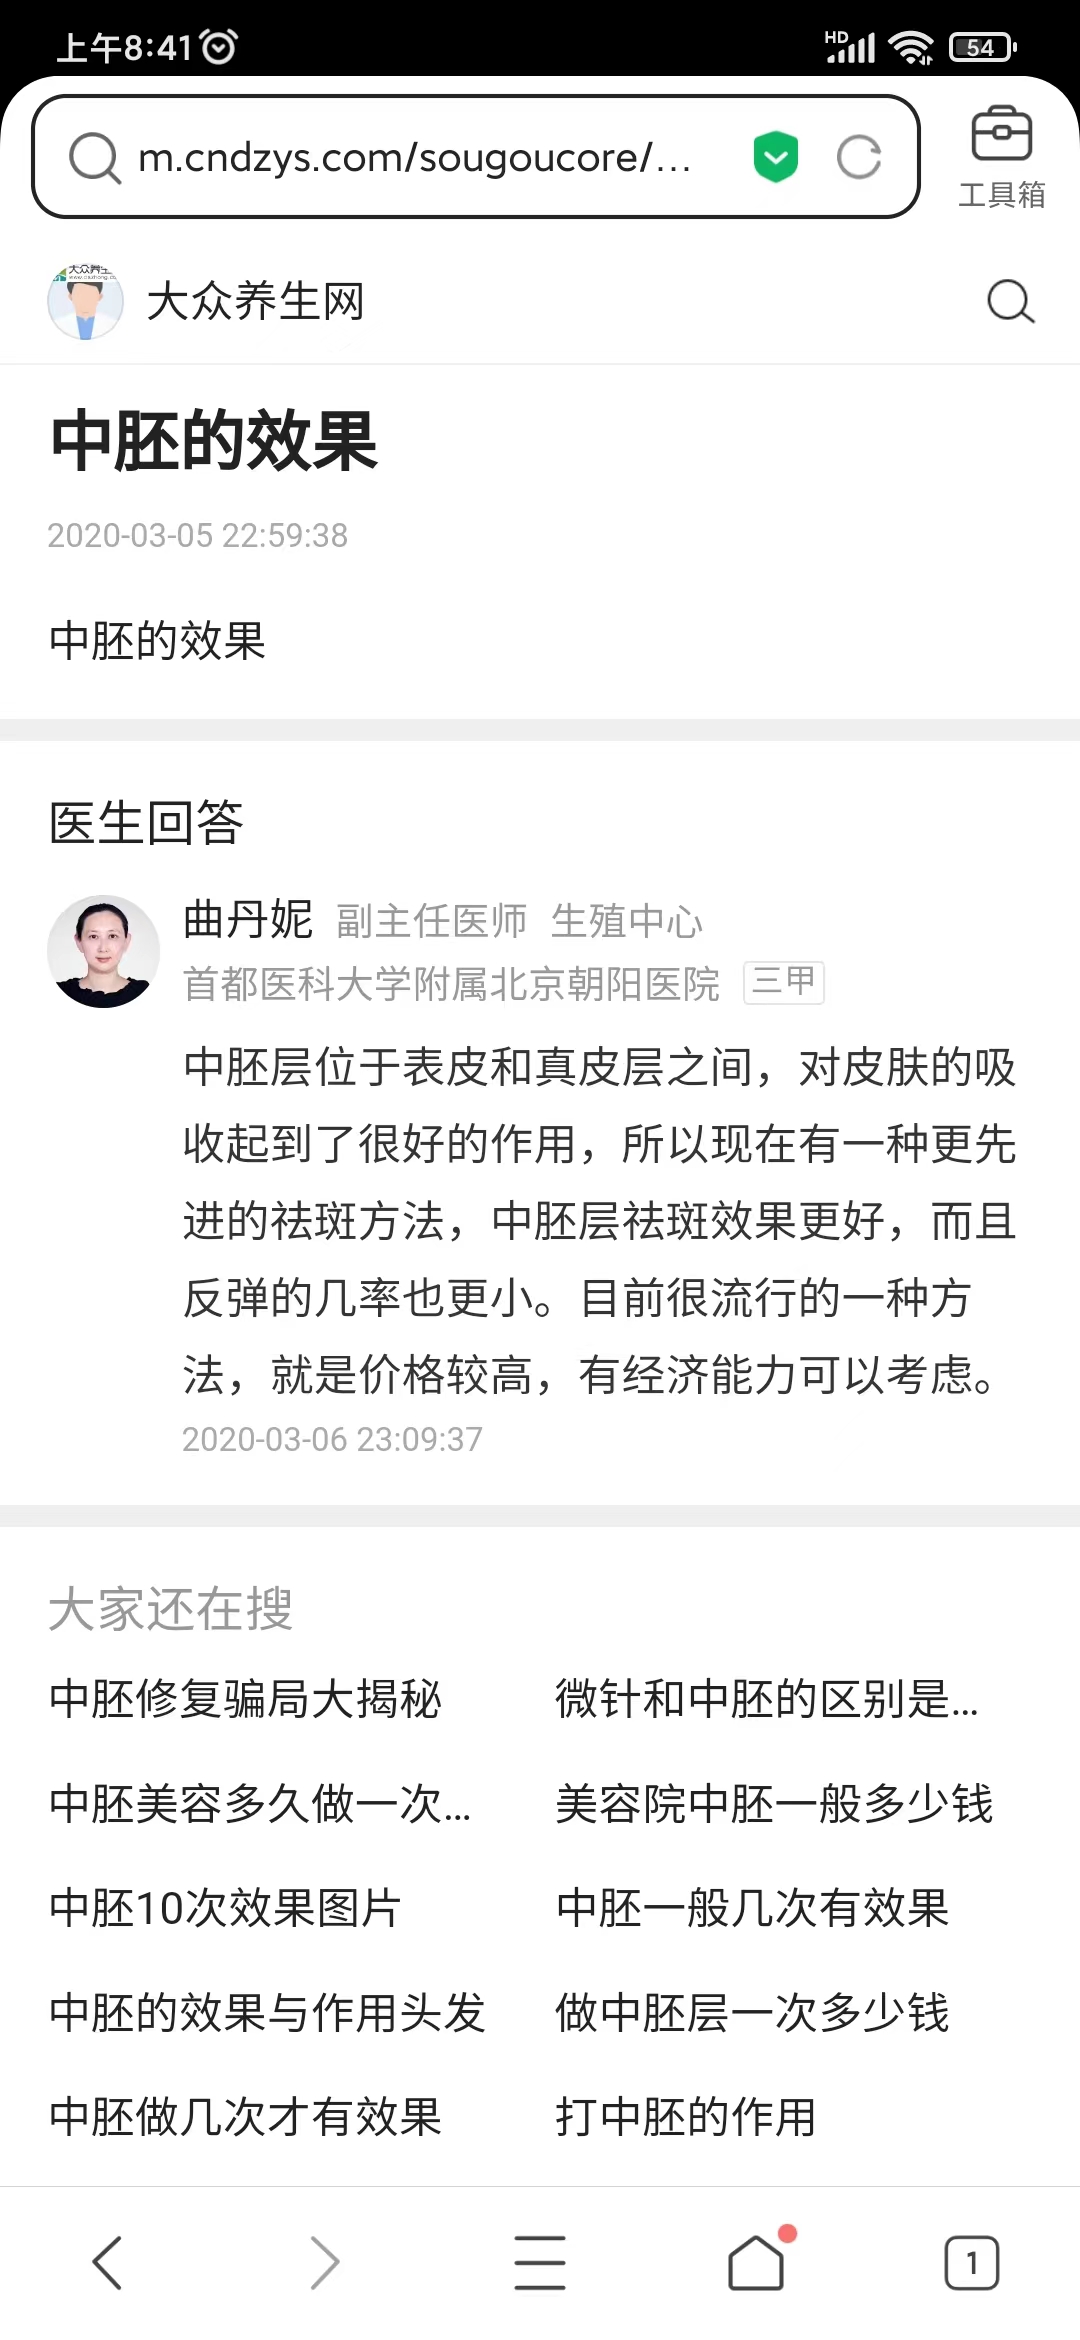 上午8:41
HD
54
m.cndzys.com/sougoucore/...
工具箱
大众养生网
中胚的效果
2020-03-05 22:59:38
中胚的效果
医生回答
曲丹妮 副主任医师 生殖中心
首都医科大学附属北京朝阳医院 三甲
中胚层位于表皮和真皮层之间，对皮肤的吸
收起到了很好的作用，所以现在有一种更先
进的祛斑方法，中胚层祛斑效果更好，而且
反弹的几率也更小。目前很流行的一种方
法，就是价格较高，有经济能力可以考虑。
2020-03-06 23:09:37
大家还在搜
中胚修复骗局大揭秘 微针和中胚的区别是...
中胚美容多久做一次... 美容院中胚一般多少钱
中胚10次效果图片 中胚一般几次有效果
中胚的效果与作用头发 做中胚层一次多少钱
中胚做几次才有效果 打中胚的作用
1